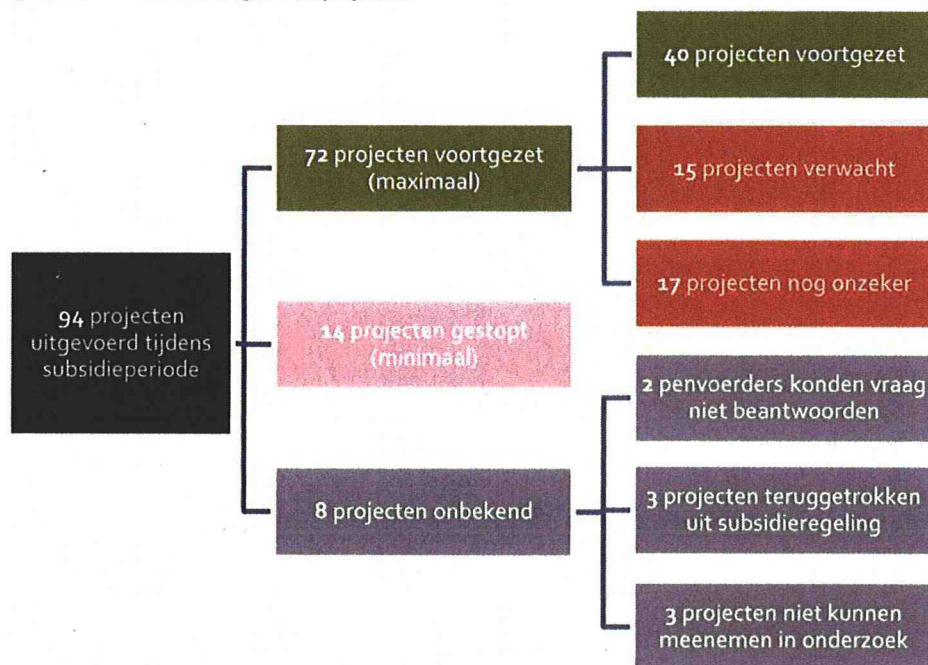 94 projecten
uitgevoerd tijdens
subsidieperiode
72 projecten voortgezet
(maximaal)
14 projecten gestopt
(minimaal)
8 projecten onbekend
40 projecten voortgezet
15 projecten verwacht
17 projecten nog onzeker
2 penvoerders konden vraag
niet beantwoorden
3 projecten teruggetrokken
uit subsidieregeling
3 projecten niet kunnen
meenemen in onderzoek